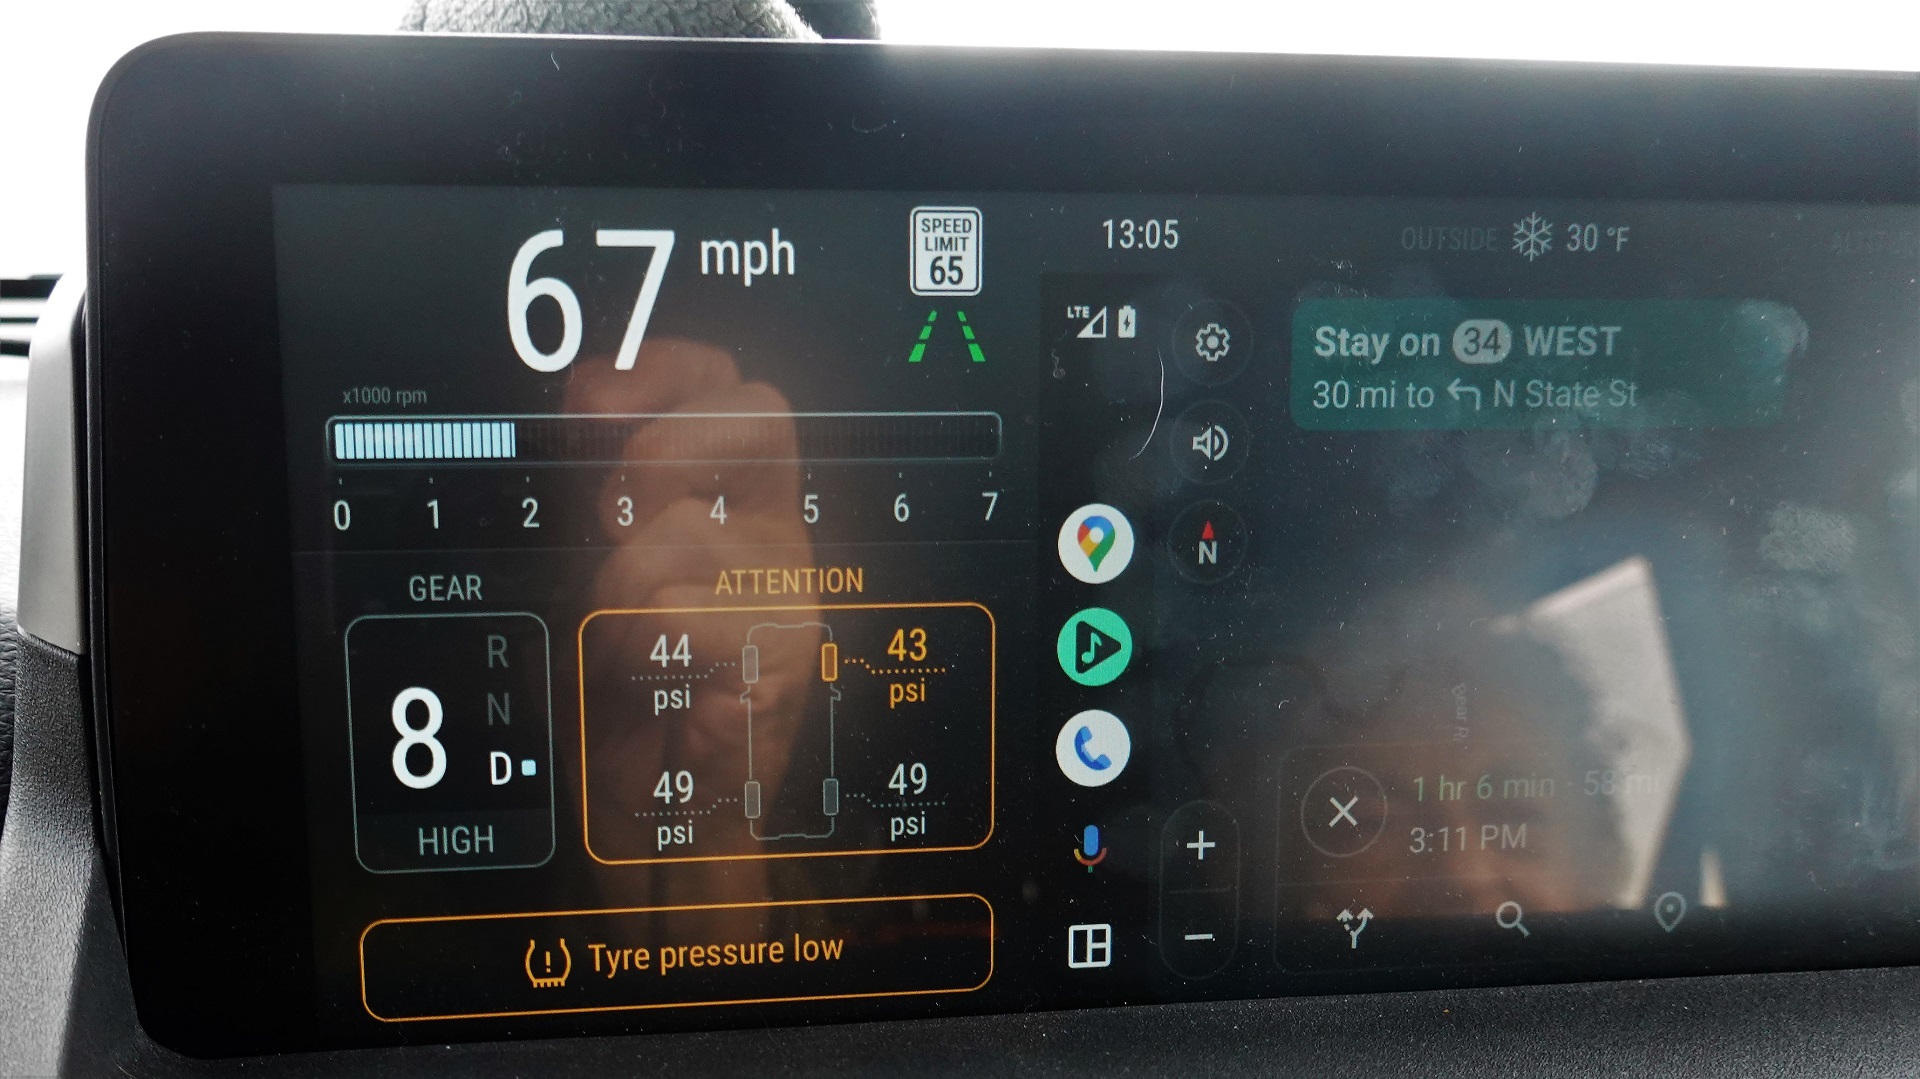 67 mph
SPEED
LIMIT
65
x1000 rpm
0 1 2 3 4 5 6 7
GEAR
R
N
8
D
HIGH
ATTENTION
44
psi
43
psi
49
psi
49
psi
Tyre pressure low
13:05
OUTSIDE 30 °F
LTE
Stay on 34 WEST
30 mi to N State St
N
1 hr 6 min · 58 mi
3:11 PM
+
−